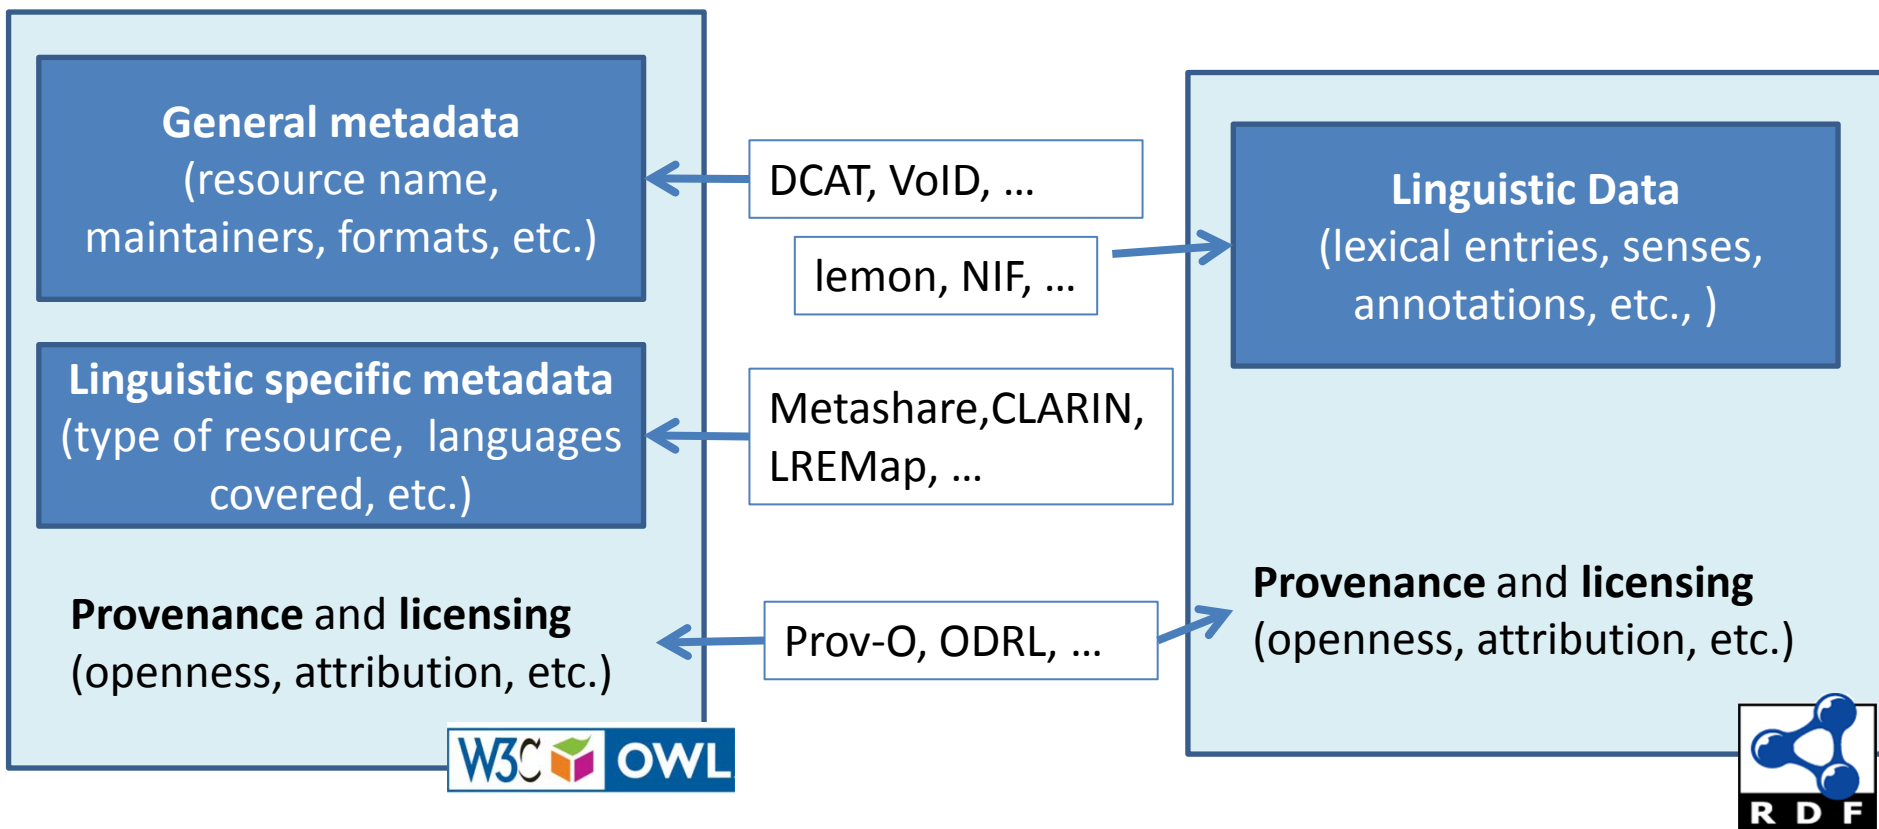 General metadata
(resource name,
maintainers, formats, etc.)
Linguistic specific metadata
(type of resource,  languages
covered, etc.)
Provenance and licensing
(openness, attribution, etc.)
W3C OWL
DCAT, VoID, …
lemon, NIF, …
Metashare,CLARIN,
LREMap, …
Prov-O, ODRL, …
Linguistic Data
(lexical entries, senses,
annotations, etc., )
Provenance and licensing
(openness, attribution, etc.)
RDF